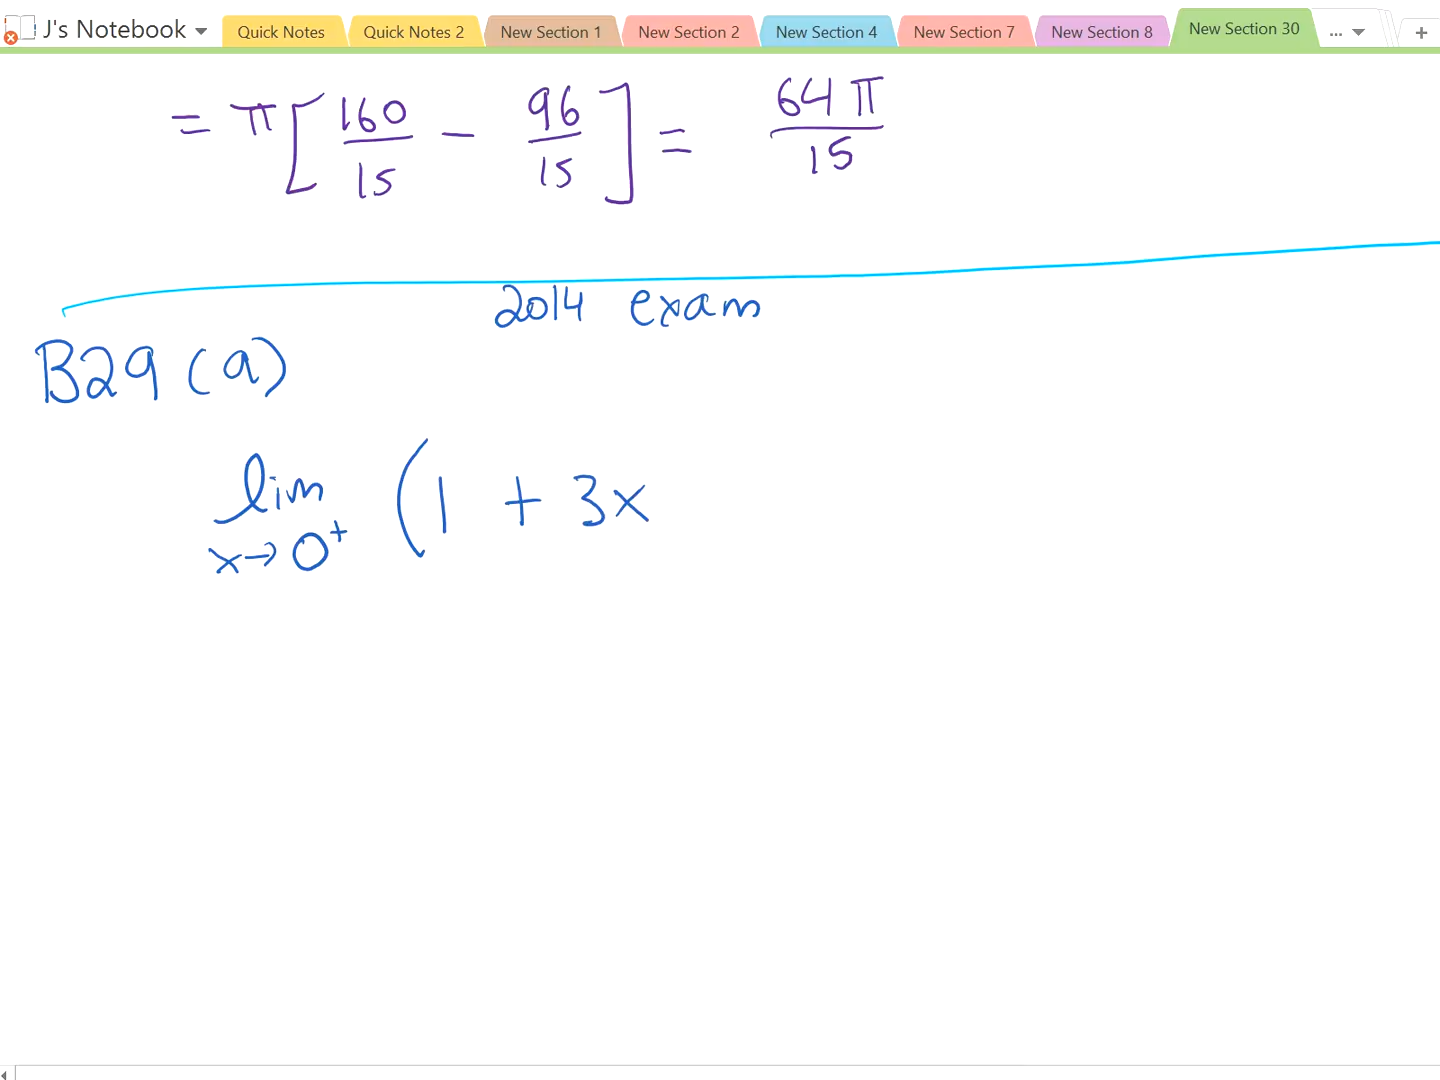 J's Notebook Quick Notes Quick Notes 2 New Section 1 New Section 2 New Section 4 New Section 7 New Section 8 New Section 30 ... +
= π[160/15 - 96/15] = 64π/15
2014 exam
B29 (a)
lim x→0⁺ (1 + 3x